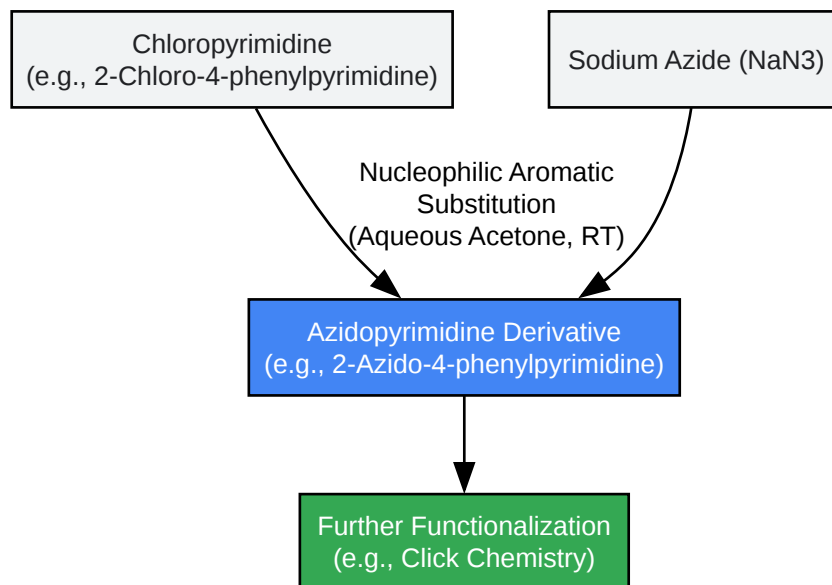 Chloropyrimidine
(e.g., 2-Chloro-4-phenylpyrimidine)
Sodium Azide (NaN3)
Nucleophilic Aromatic
Substitution
(Aqueous Acetone, RT)
Azidopyrimidine Derivative
(e.g., 2-Azido-4-phenylpyrimidine)
Further Functionalization
(e.g., Click Chemistry)